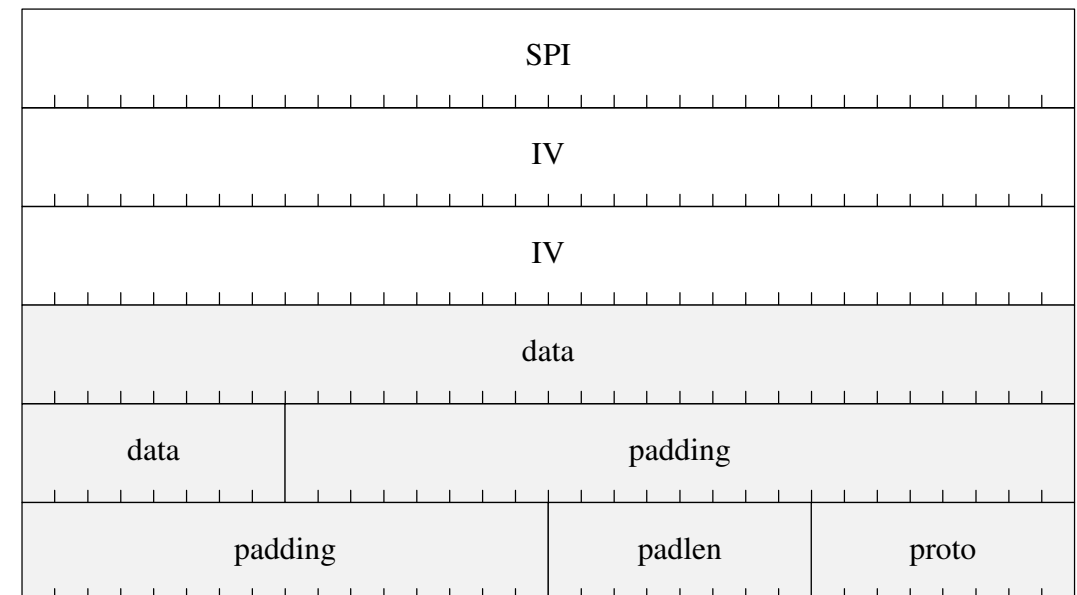 SPI
IV
IV
data
data padding
padding padlen proto